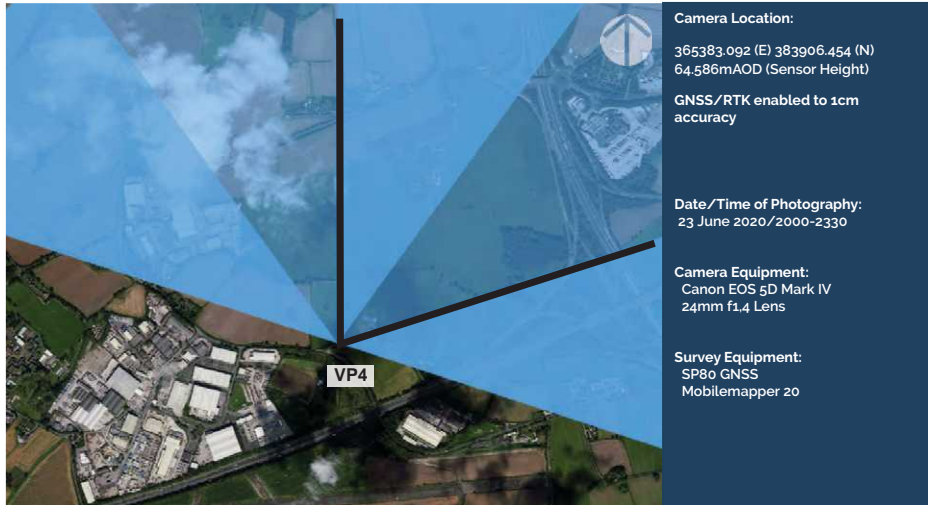 Camera Location:
365383.092 (E) 383906.454 (N)
64.586mAOD (Sensor Height)
GNSS/RTK enabled to 1cm
accuracy
Date/Time of Photography:
23 June 2020/2000-2330
Camera Equipment:
Canon EOS 5D Mark IV
24mm f1,4 Lens
Survey Equipment:
SP80 GNSS
Mobilemapper 20
VP4